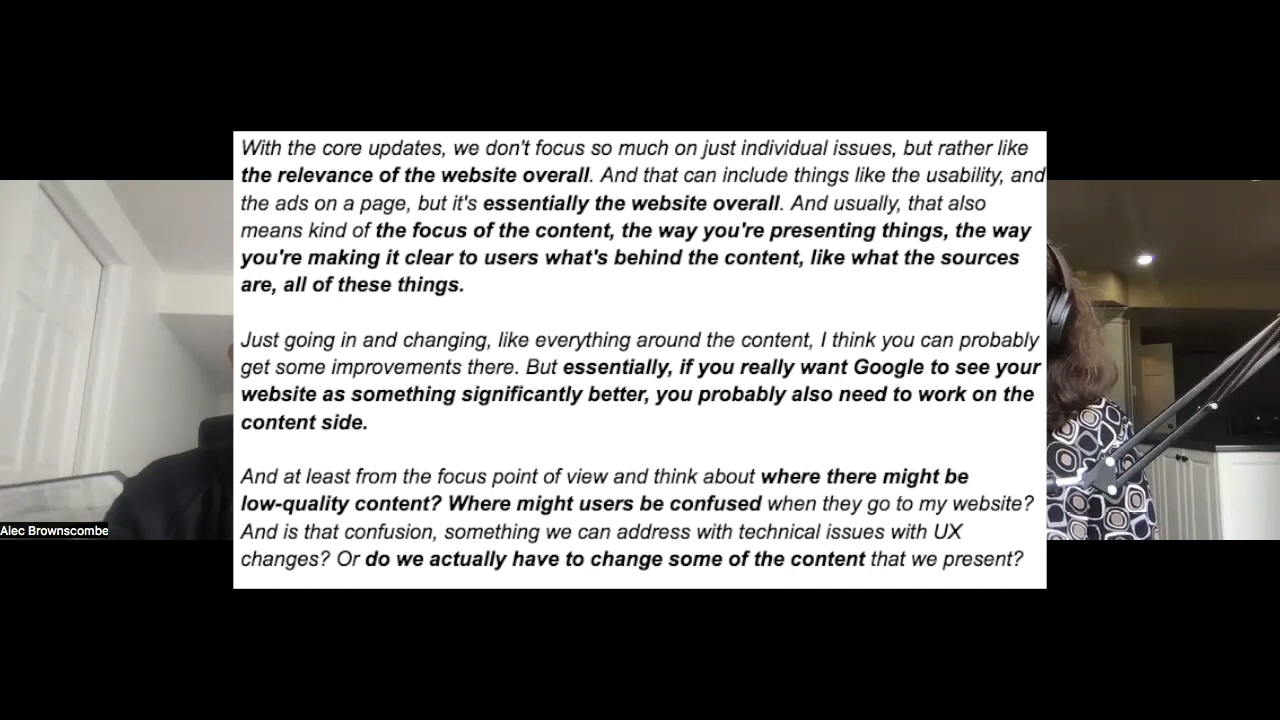 With the core updates, we don't focus so much on just individual issues, but rather like
the relevance of the website overall. And that can include things like the usability, and
the ads on a page, but it's essentially the website overall. And usually, that also
means kind of the focus of the content, the way you're presenting things, the way
you're making it clear to users what's behind the content, like what the sources
are, all of these things.
Just going in and changing, like everything around the content, I think you can probably
get some improvements there. But essentially, if you really want Google to see your
website as something significantly better, you probably also need to work on the
content side.
And at least from the focus point of view and think about where there might be
low-quality content? Where might users be confused when they go to my website?
And is that confusion, something we can address with technical issues with UX
changes? Or do we actually have to change some of the content that we present?
Alec Brownscombe